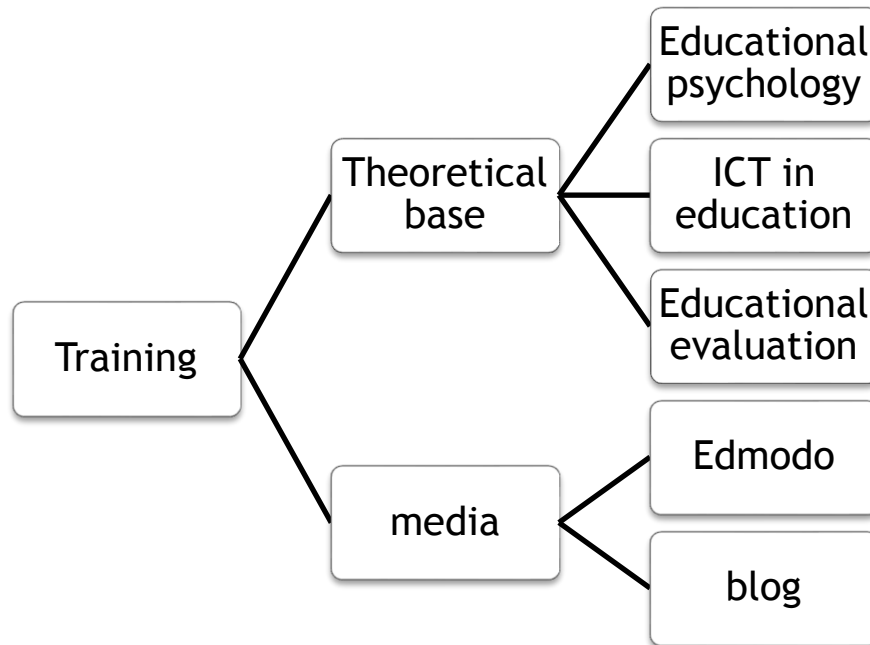 Training
Theoretical
base
media
Educational
psychology
ICT in
education
Educational
evaluation
Edmodo
blog